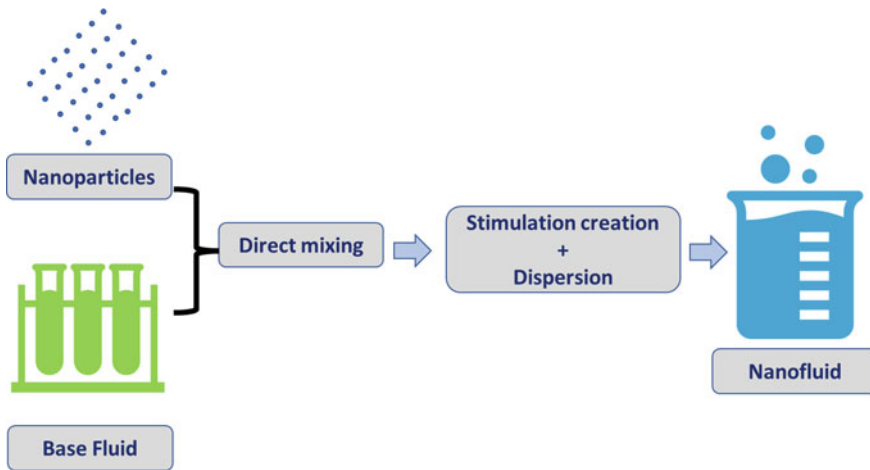 Nanoparticles
Base Fluid
Direct mixing
Stimulation creation
+
Dispersion
Nanofluid